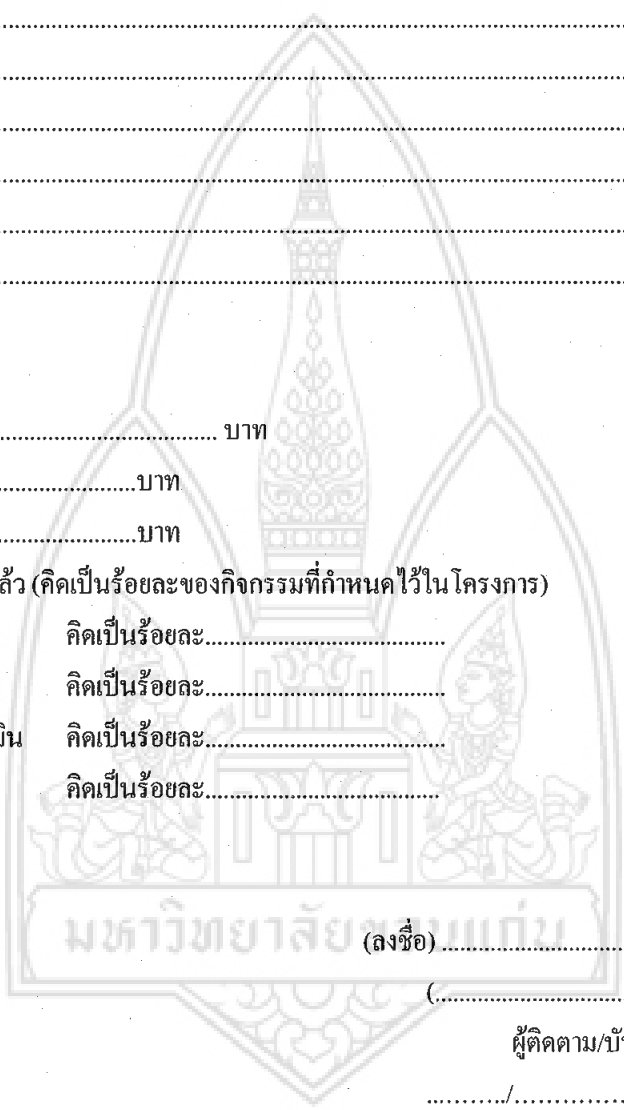 ....................................................................................
....................................................................................
....................................................................................
....................................................................................
....................................................................................
....................................................................................
.................................... บาท
.......................บาท
.......................บาท
(คิดเป็นร้อยละของกิจกรรมที่กำหนดไว้ในโครงการ)
คิดเป็นร้อยละ........................................
คิดเป็นร้อยละ........................................
คิดเป็นร้อยละ........................................
คิดเป็นร้อยละ.......................................
มหาวิทยาลัยขอนแก่น
(ลงชื่อ) ..............................
(...............................
ผู้ติดตาม/
........../..................